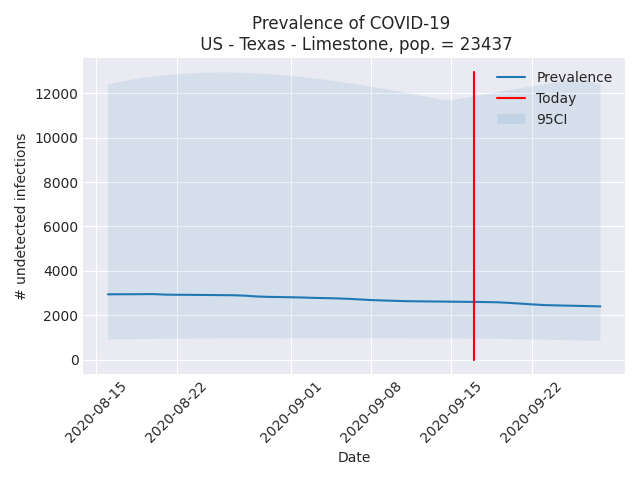 Prevalence of COVID-19
US - Texas - Limestone, pop. = 23437
Prevalence
Today
95CI
# undetected infections
12000
10000
8000
6000
4000
2000
0
2020-08-15
2020-08-22
2020-09-01
2020-09-08
2020-09-15
2020-09-22
Date